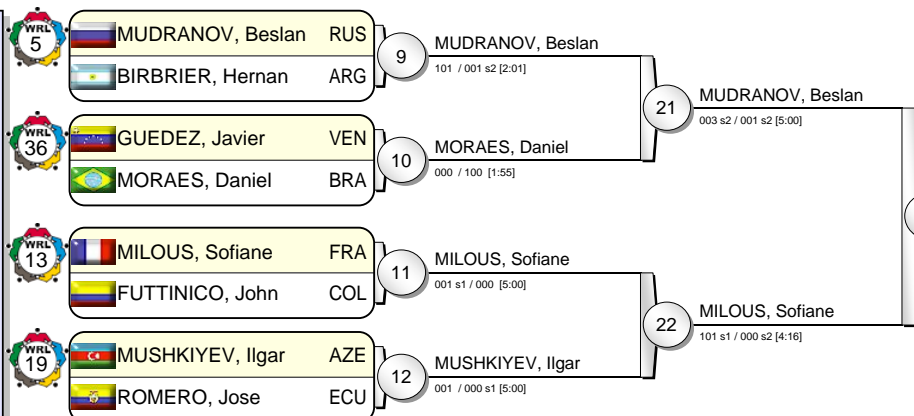 WRL
5
MUDRANOV, Beslan RUS
BIRBRIER, Hernan ARG
WRL
36
GUEDEZ, Javier VEN
MORAES, Daniel BRA
WRL
13
MILOUS, Sofiane FRA
FUTTINICO, John COL
WRL
19
MUSHKIYEV, Ilgar AZE
ROMERO, Jose ECU
9
MUDRANOV, Beslan
101 / 001 s2 [2:01]
10
MORAES, Daniel
000 / 100 [1:55]
11
MILOUS, Sofiane
001 s1 / 000 [5:00]
12
MUSHKIYEV, Ilgar
001 / 000 s1 [5:00]
21
MUDRANOV, Beslan
003 s2 / 001 s2 [5:00]
22
MILOUS, Sofiane
101 s1 / 000 s2 [4:16]